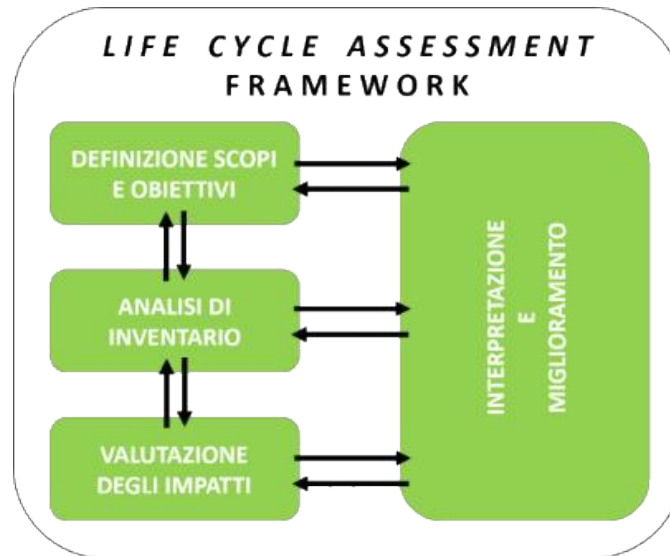 LIFE CYCLE ASSESSMENT
FRAMEWORK
DEFINIZIONE SCOPI
E OBIETTIVI
ANALISI DI
INVENTARIO
VALUTAZIONE
DEGLI IMPATTI
INTERPRETAZIONE
E
MIGLIORAMENTO